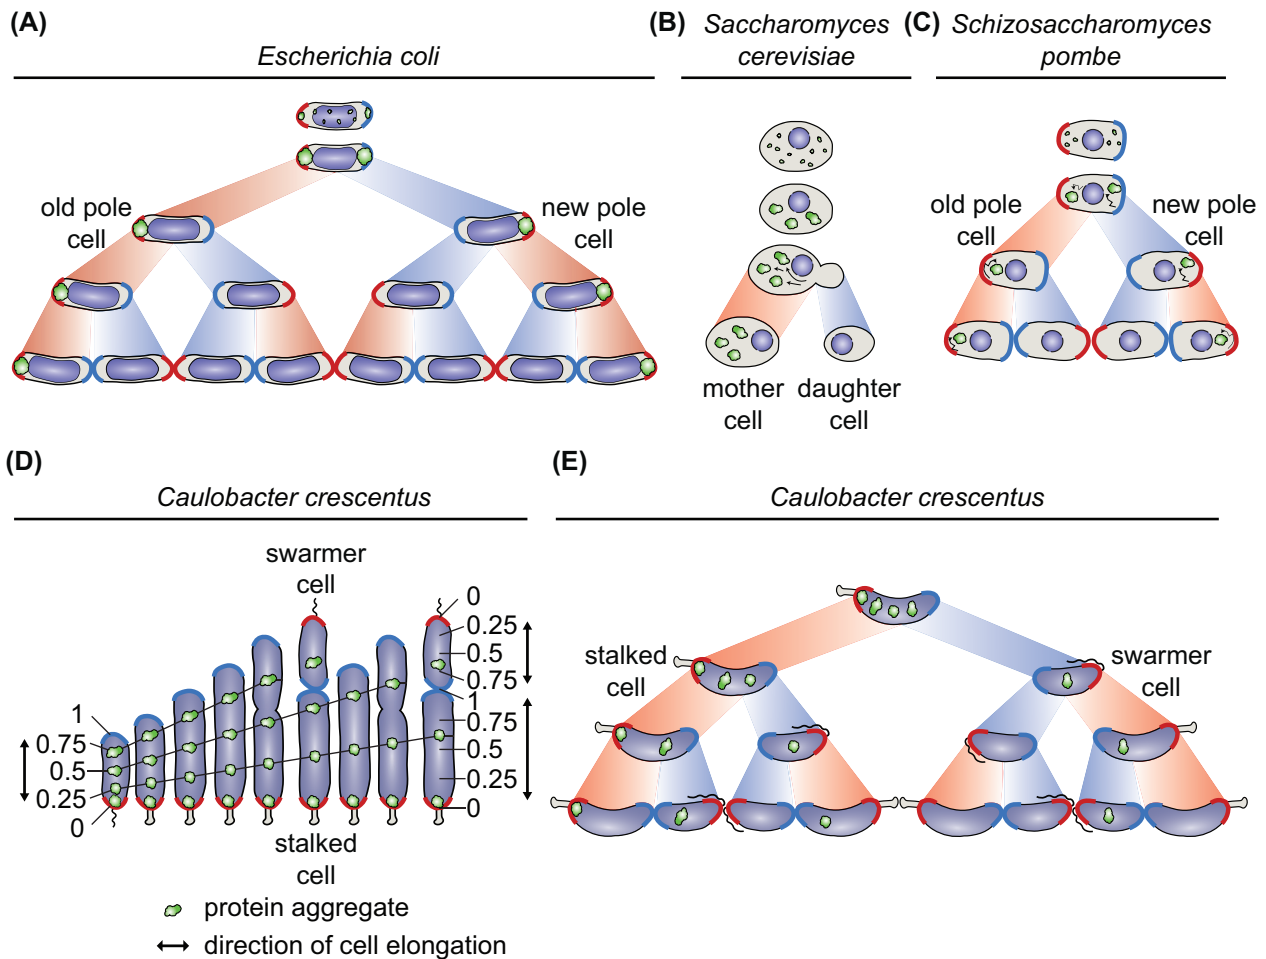 (A)
Escherichia coli
old pole
cell
new pole
cell
(B)
Saccharomyces
cerevisiae
mother
cell
daughter
cell
(C)
Schizosaccharomyces
pombe
old pole
cell
new pole
cell
(D)
Caulobacter crescentus
swarmer
cell
1
0.75
0.5
0.25
0
0
0.25
0.5
0.75
1
0.75
0.5
0.25
0
stalked
cell
protein aggregate
direction of cell elongation
(E)
Caulobacter crescentus
stalked
cell
swarmer
cell